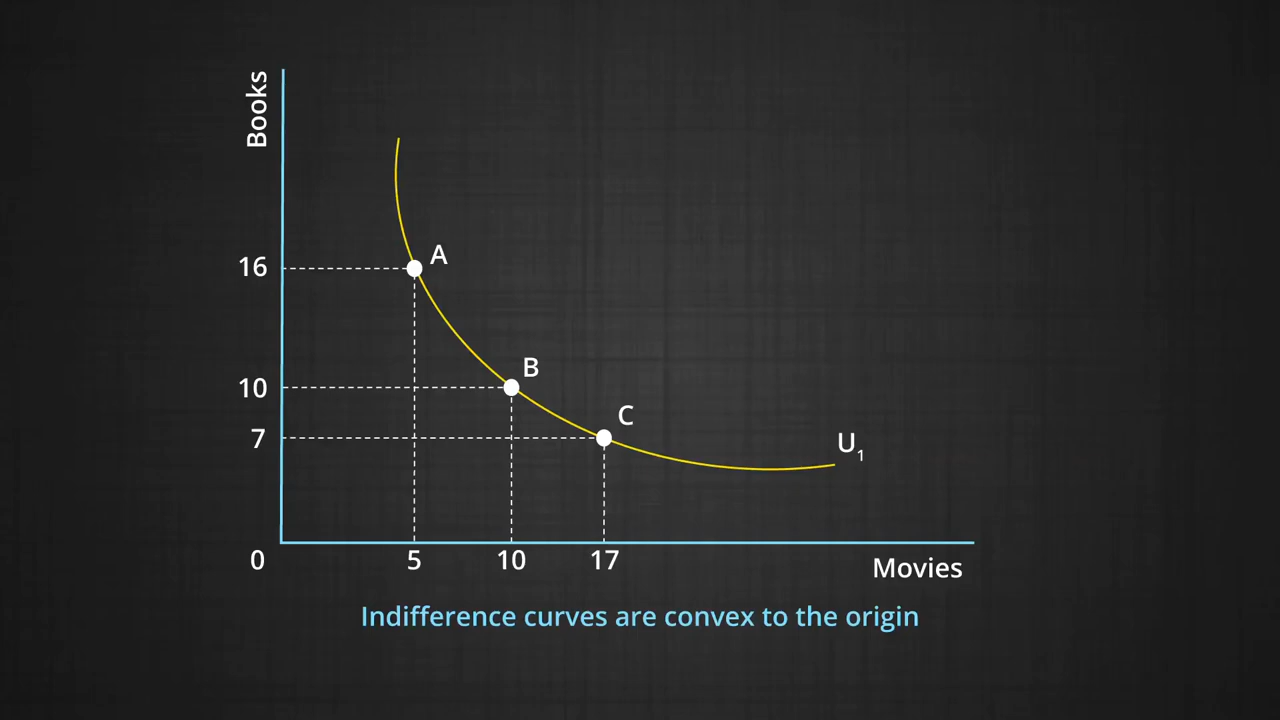 Books
A
16
B
10
C
7
U₁
0
5
10
17
Movies
Indifference curves are convex to the origin